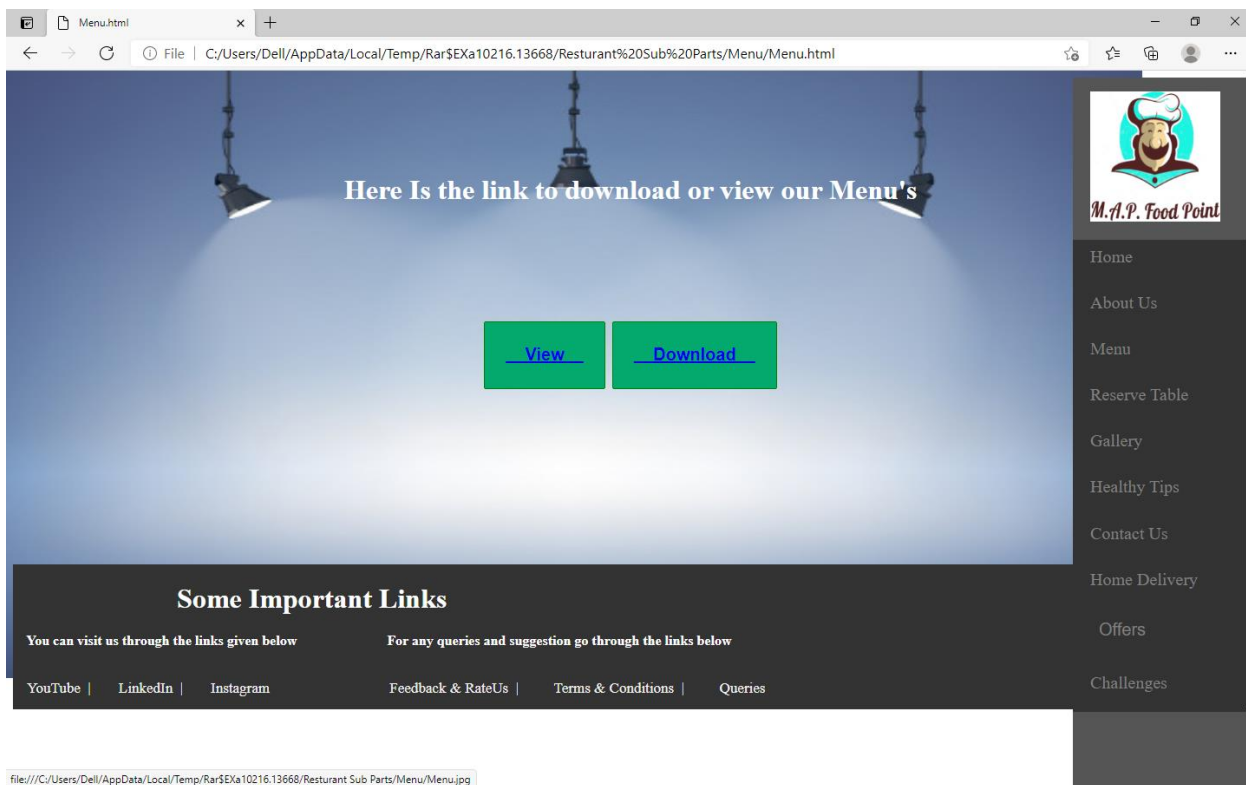 Menu.html
File | C:/Users/Dell/AppData/Local/Temp/Rar$EXa10216.13668/Resturant%20Sub%20Parts/Menu/Menu.html
Here Is the link to download or view our Menu's
View Download
M.A.P. Food Point
Home
About Us
Menu
Reserve Table
Gallery
Healthy Tips
Contact Us
Home Delivery
Offers
Challenges
Some Important Links
You can visit us through the links given below For any queries and suggestion go through the links below
YouTube | LinkedIn | Instagram Feedback & RateUs | Terms & Conditions | Queries
file:///C:/Users/Dell/AppData/Local/Temp/Rar$EXa10216.13668/Resturant Sub Parts/Menu/Menu.jpg